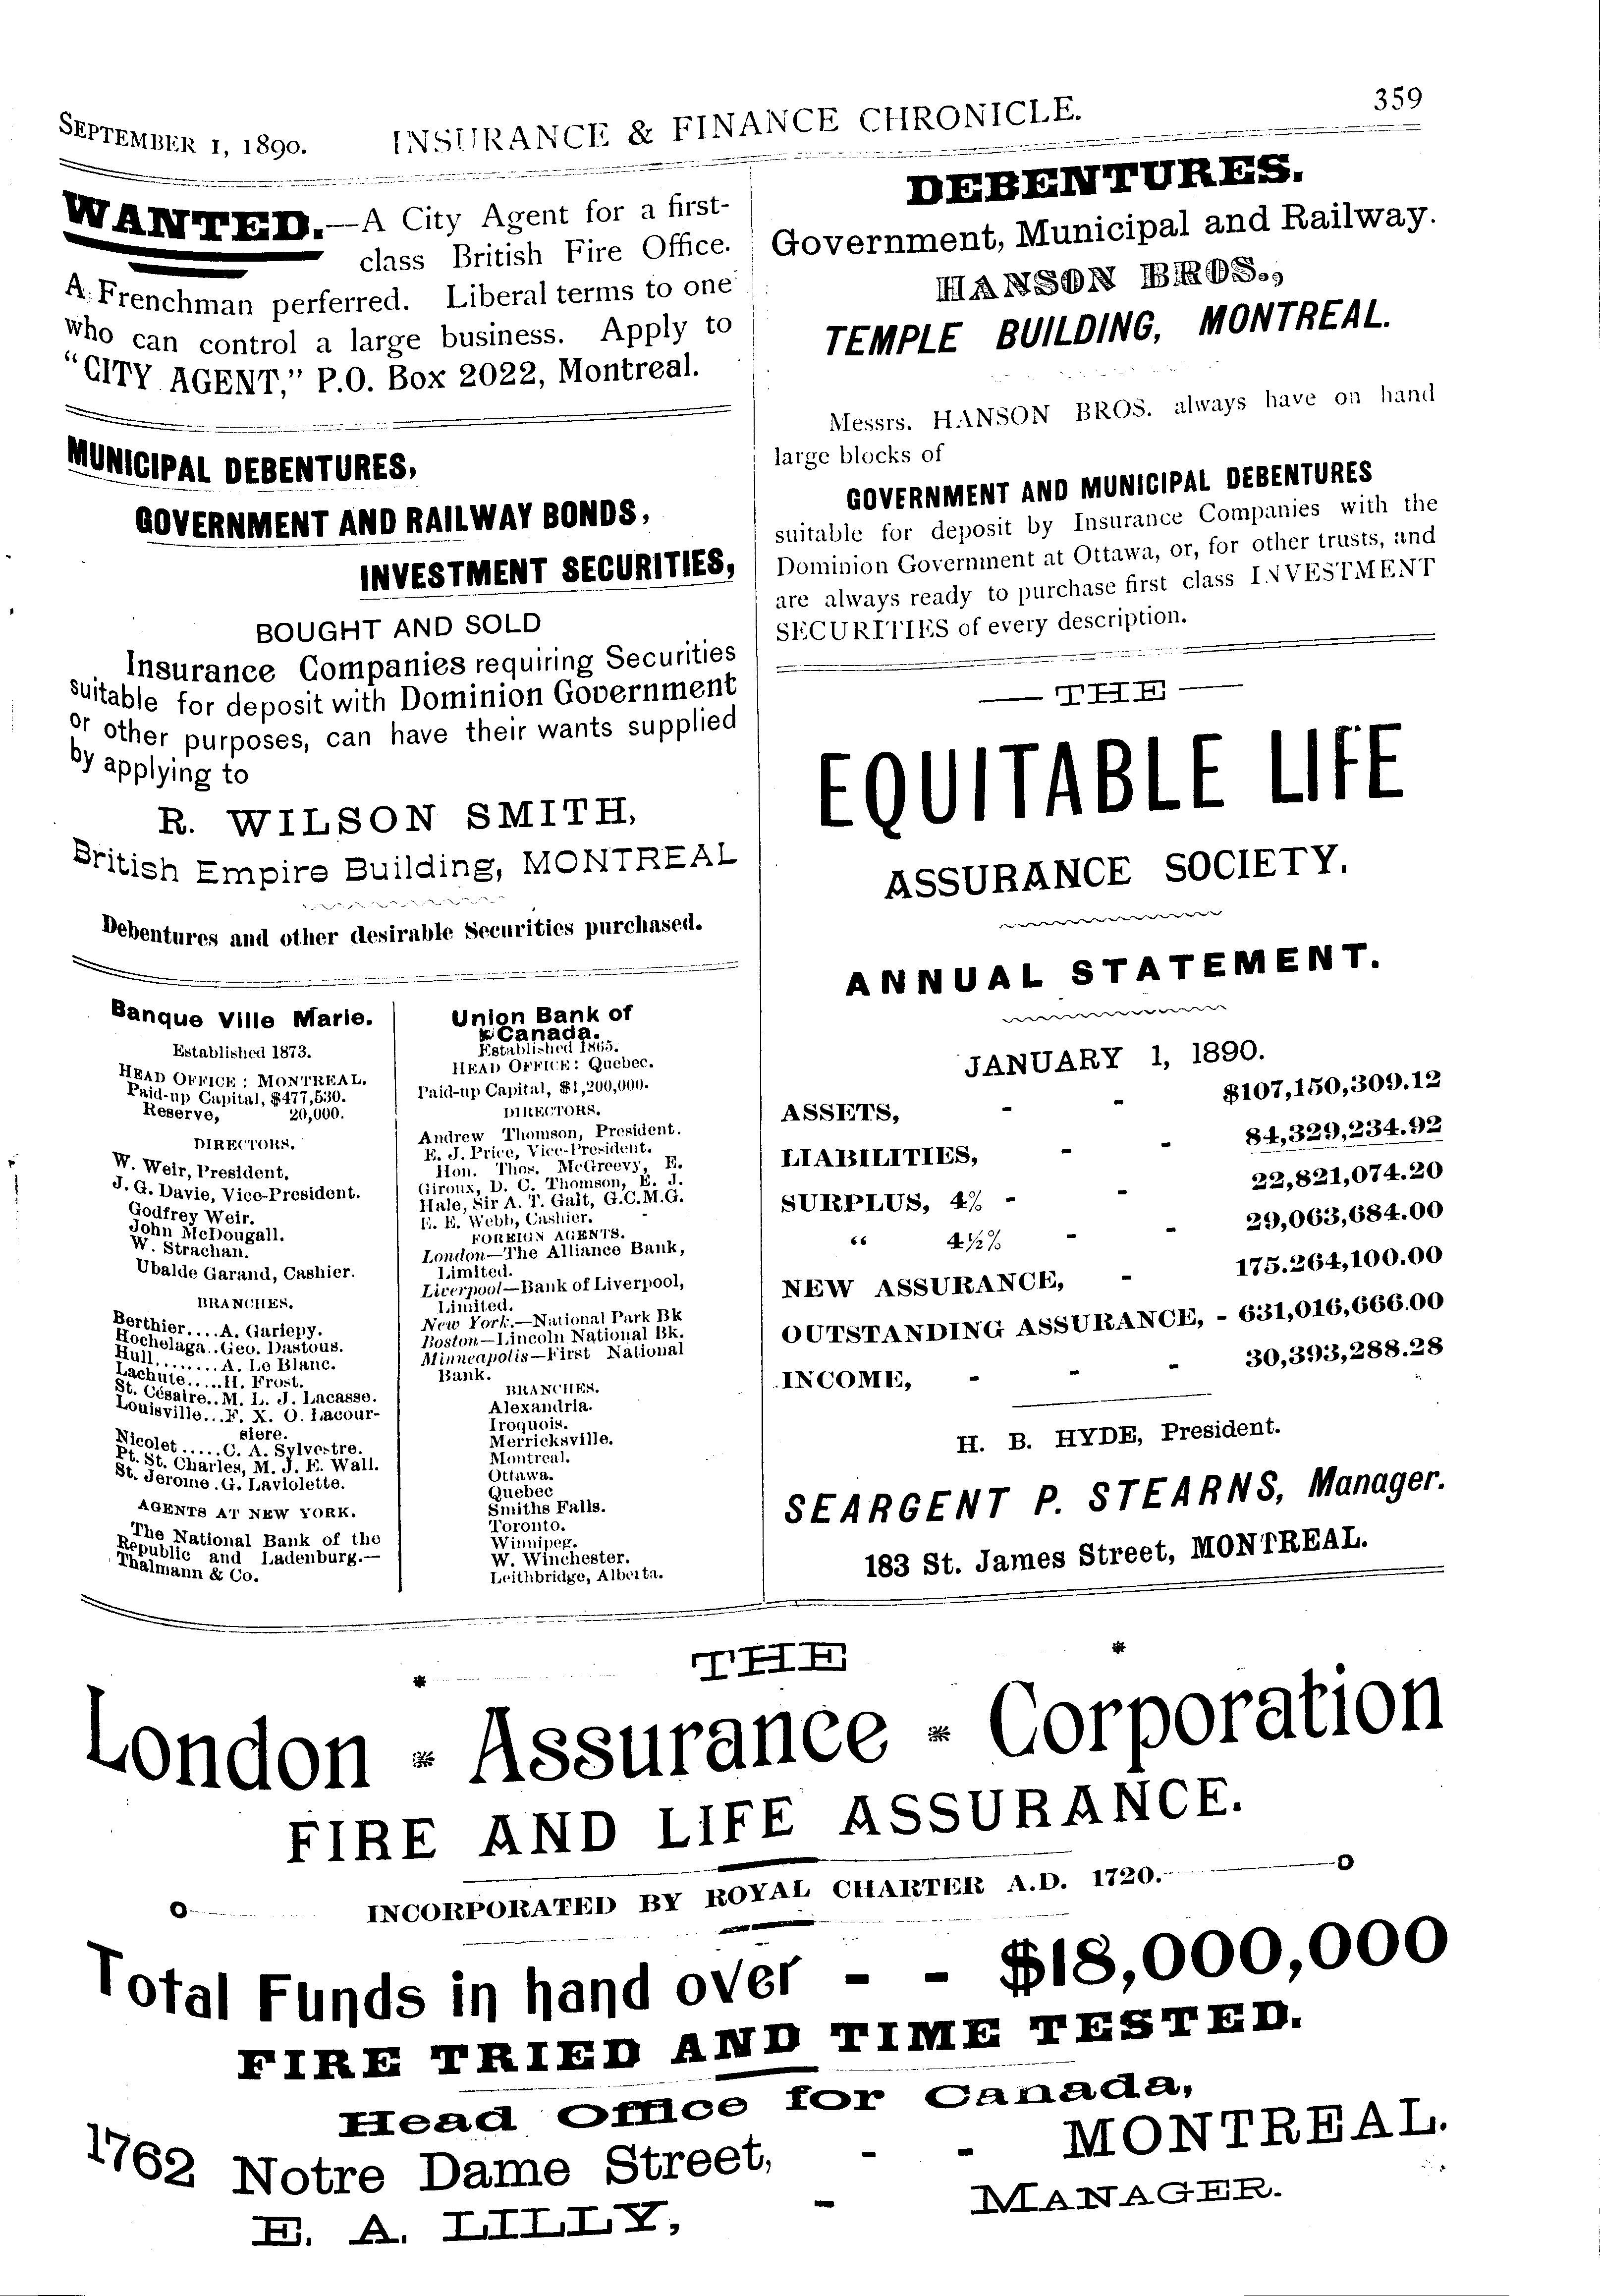 SEPTEMBER 1, 1890. INSURANCE & FINANCE CHRONICLE. 359
WANTED.—A City Agent for a first-
class British Fire Office.
A Frenchman perferred. Liberal terms to one
who can control a large business. Apply to
"CITY AGENT," P.O. Box 2022, Montreal.
MUNICIPAL DEBENTURES,
GOVERNMENT AND RAILWAY BONDS,
INVESTMENT SECURITIES,
BOUGHT AND SOLD
Insurance Companies requiring Securities
suitable for deposit with Dominion Government
or other purposes, can have their wants supplied
by applying to
R. WILSON SMITH,
British Empire Building, MONTREAL
Debentures and other desirable Securities purchased.
Banque Ville Marie.
Established 1873.
HEAD OFFICE: MONTREAL.
Paid-up Capital, $477,530.
Reserve, 20,000.
DIRECTORS.
W. Weir, President.
J. G. Davie, Vice-President.
Godfrey Weir.
John McDougall.
W. Strachan.
Ubalde Garand, Cashier.
BRANCHES.
Berthier....A. Gariepy.
Hochelaga..Geo. Dastous.
Hull........A. Le Blanc.
Lachute.....H. Frost.
St. Césaire..M. L. J. Lacasse.
Louisville...F. X. O. Lacour-
siere.
Nicolet.....C. A. Sylvestre.
Pt. St. Charles, M. J. E. Wall.
St. Jerome.G. Laviolette.
AGENTS AT NEW YORK.
The National Bank of the
Republic and Ladenburg.—
Thalmann & Co.
Union Bank of
Canada.
Established 1865.
HEAD OFFICE: Quebec.
Paid-up Capital, $1,200,000.
DIRECTORS.
Andrew Thomson, President.
E. J. Price, Vice-President.
Hon. Thos. McGreevy, E.
Giroux, D. C. Thomson, E. J.
Hale, Sir A. T. Galt, G.C.M.G.
E. E. Webb, Cashier.
FOREIGN AGENTS.
London—The Alliance Bank,
Limited.
Liverpool—Bank of Liverpool,
Limited.
New York.—National Park Bk
Boston—Lincoln National Bk.
Minneapolis—First National
Bank.
BRANCHES.
Alexandria.
Iroquois.
Merricksville.
Montreal.
Ottawa.
Quebec
Smiths Falls.
Toronto.
Winnipeg.
W. Winchester.
Leithbridge, Alberta.
DEBENTURES.
Government, Municipal and Railway.
HANSON BROS.,
TEMPLE BUILDING, MONTREAL.
Messrs. HANSON BROS. always have on hand
large blocks of
GOVERNMENT AND MUNICIPAL DEBENTURES
suitable for deposit by Insurance Companies with the
Dominion Government at Ottawa, or, for other trusts, and
are always ready to purchase first class INVESTMENT
SECURITIES of every description.
— THE —
EQUITABLE LIFE
ASSURANCE SOCIETY.
ANNUAL STATEMENT.
JANUARY 1, 1890.
ASSETS, - - $107,150,309.12
LIABILITIES, - - 84,329,234.92
SURPLUS, 4% - - 22,821,074.20
" 4½% - - 29,063,684.00
NEW ASSURANCE, - 175.264,100.00
OUTSTANDING ASSURANCE, - 631,016,666.00
INCOME, - - 30,393,288.28
H. B. HYDE, President.
SEARGENT P. STEARNS, Manager.
183 St. James Street, MONTREAL.
THE
London * Assurance * Corporation
FIRE AND LIFE ASSURANCE.
INCORPORATED BY ROYAL CHARTER A.D. 1720.
Total Funds in hand over - - $18,000,000
FIRE TRIED AND TIME TESTED.
Head Office for Canada,
1762 Notre Dame Street, - - MONTREAL.
E. A. LILLY, - MANAGER.